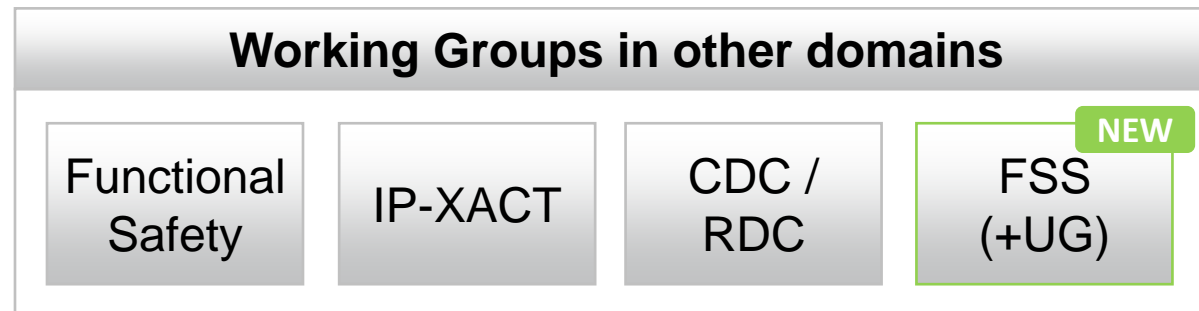 Working Groups in other domains
Functional
Safety
IP-XACT
CDC /
RDC
NEW
FSS
(+UG)